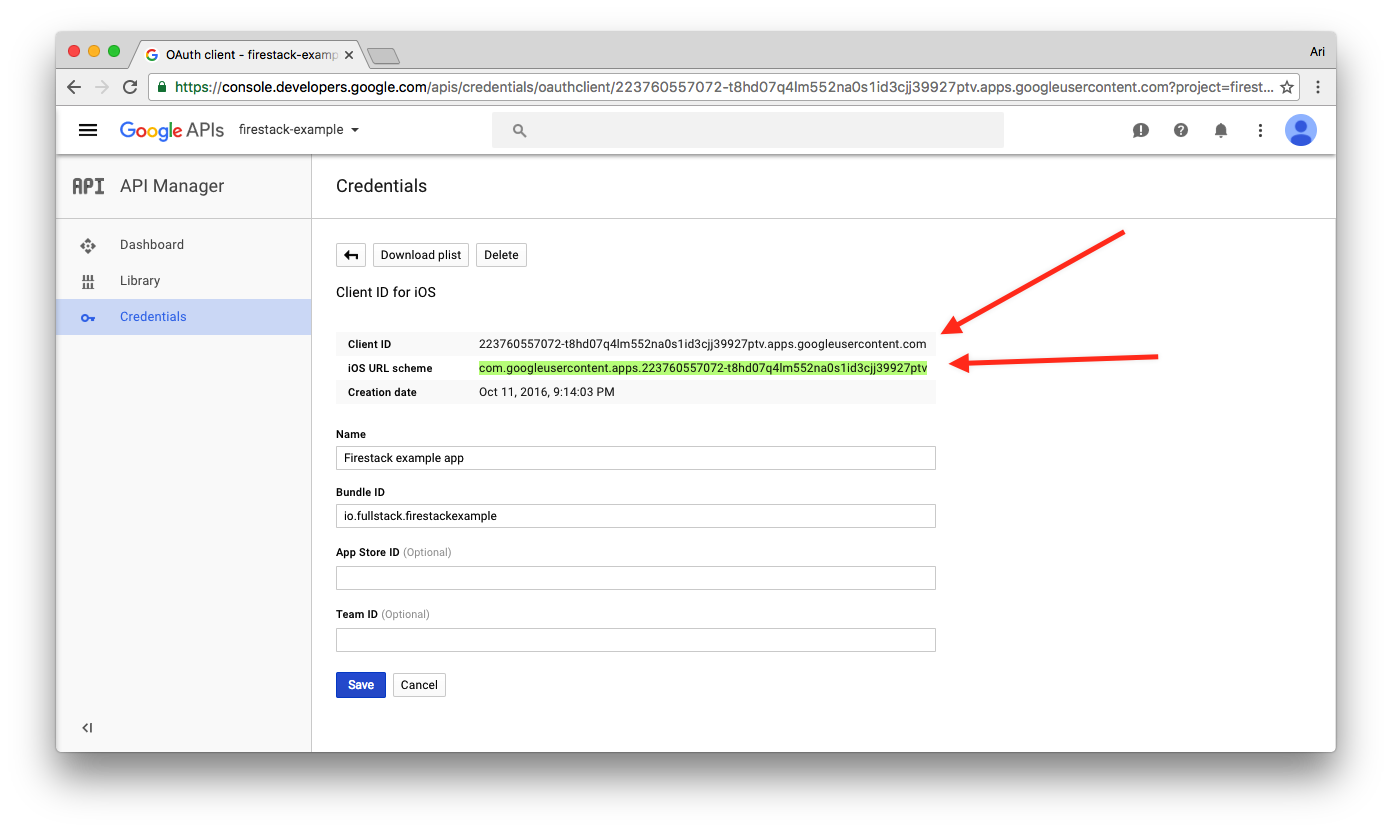 OAuth client - firestack-examp
Ari
https://console.developers.google.com/apis/credentials/oauthclient/223760557072-t8hd07q4lm552na0s1id3cjj39927ptv.apps.googleusercontent.com?project=firest...
Google APIs firestack-example
API API Manager
Credentials
Dashboard
Library
Credentials
Download plist Delete
Client ID for iOS
Client ID 223760557072-t8hd07q4lm552na0s1id3cjj39927ptv.apps.googleusercontent.com
iOS URL scheme com.googleusercontent.apps.223760557072-t8hd07q4lm552na0s1id3cjj39927ptv
Creation date Oct 11, 2016, 9:14:03 PM
Name
Firestack example app
Bundle ID
io.fullstack.firestackexample
App Store ID (Optional)
Team ID (Optional)
Save Cancel